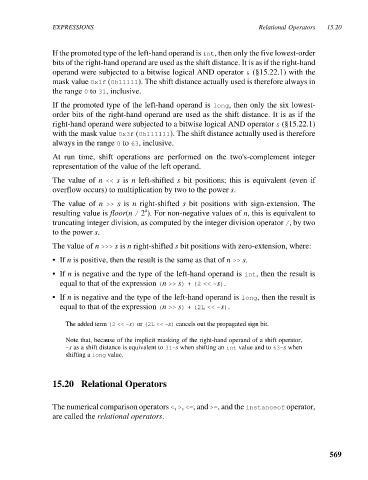 EXPRESSIONS Relational Operators 15.20
If the promoted type of the left-hand operand is int, then only the five lowest-order
bits of the right-hand operand are used as the shift distance. It is as if the right-hand
operand were subjected to a bitwise logical AND operator & (§15.22.1) with the
mask value 0x1f (0b11111). The shift distance actually used is therefore always in
the range 0 to 31, inclusive.
If the promoted type of the left-hand operand is long, then only the six lowest-
order bits of the right-hand operand are used as the shift distance. It is as if the
right-hand operand were subjected to a bitwise logical AND operator & (§15.22.1)
with the mask value 0x3f (0b111111). The shift distance actually used is therefore
always in the range 0 to 63, inclusive.
At run time, shift operations are performed on the two's-complement integer
representation of the value of the left operand.
The value of n << s is n left-shifted s bit positions; this is equivalent (even if
overflow occurs) to multiplication by two to the power s.
The value of n >> s is n right-shifted s bit positions with sign-extension. The
resulting value is floor(n / 2ˢ). For non-negative values of n, this is equivalent to
truncating integer division, as computed by the integer division operator /, by two
to the power s.
The value of n >>> s is n right-shifted s bit positions with zero-extension, where:
• If n is positive, then the result is the same as that of n >> s.
• If n is negative and the type of the left-hand operand is int, then the result is
equal to that of the expression (n >> s) + (2 << ~s).
• If n is negative and the type of the left-hand operand is long, then the result is
equal to that of the expression (n >> s) + (2L << ~s).
The added term (2 << ~s) or (2L << ~s) cancels out the propagated sign bit.
Note that, because of the implicit masking of the right-hand operand of a shift operator,
~s as a shift distance is equivalent to 31-s when shifting an int value and to 63-s when
shifting a long value.
15.20 Relational Operators
The numerical comparison operators <, >, <=, and >=, and the instanceof operator,
are called the relational operators.
569